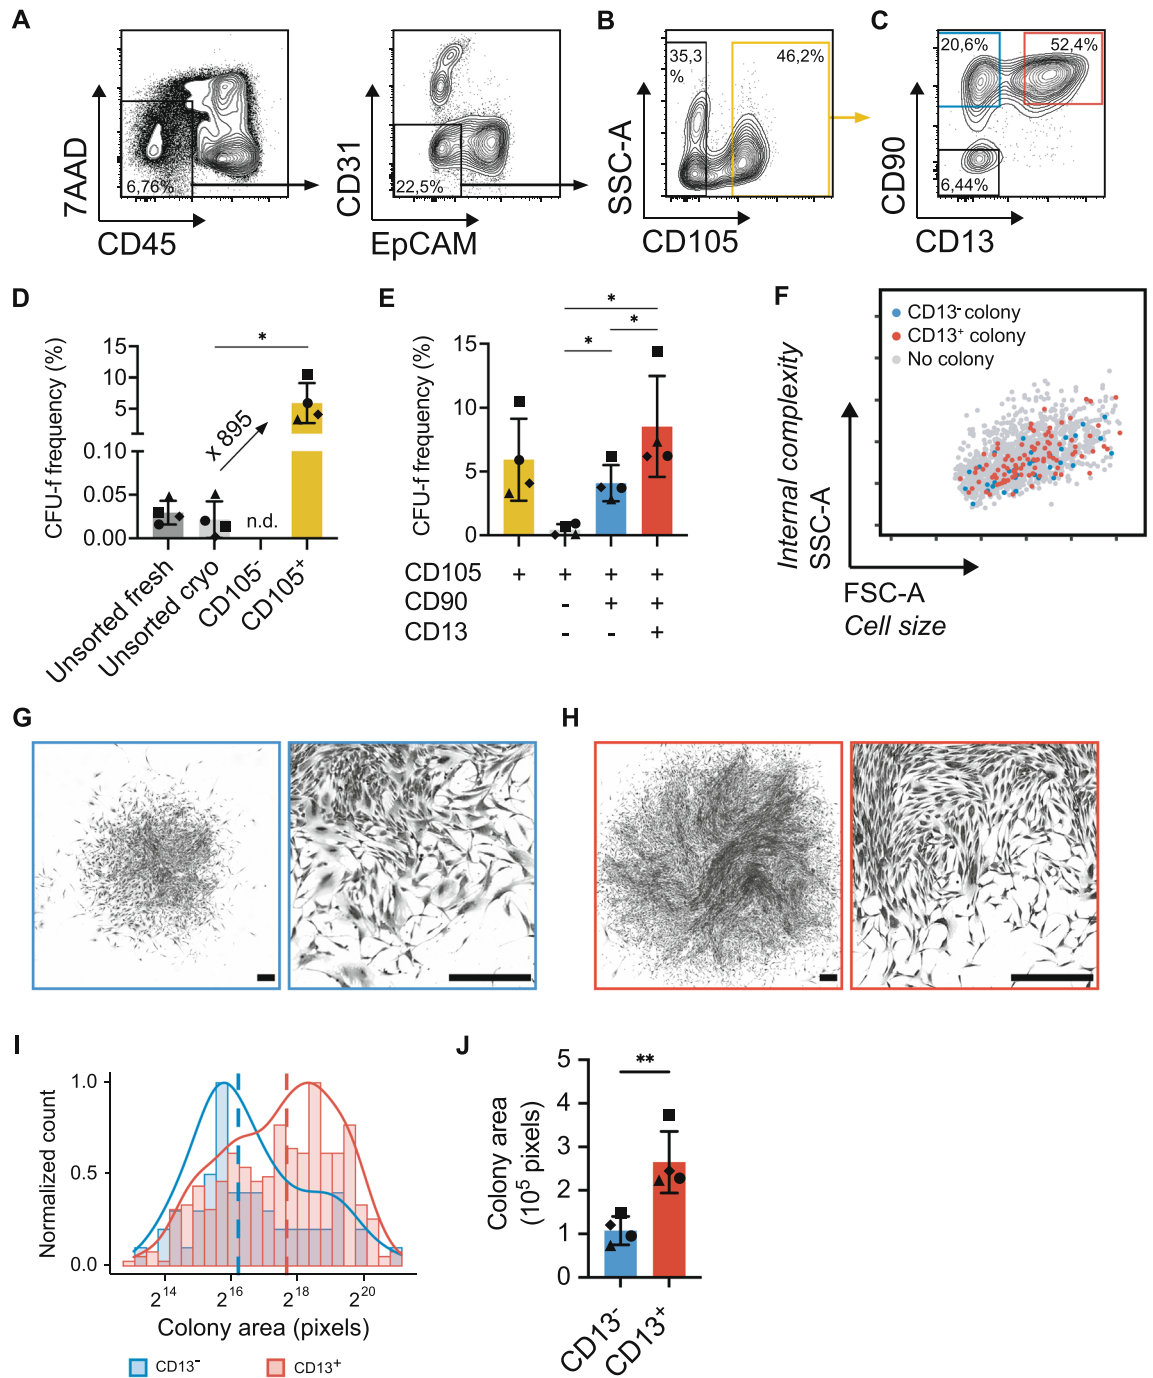 A
7AAD
6,76%
CD45
CD31
22,5%
EpCAM
B
SSC-A
35,3
%
46,2%
CD105
C
CD90
20,6%
52,4%
6,44%
CD13
D
CFU-f frequency (%)
15
10
5
0.10
0.05
0.00
x 895
*
n.d.
Unsorted fresh
Unsorted cryo
CD105-
CD105+
E
CFU-f frequency (%)
15
10
5
0
*
*
*
CD105 + + + +
CD90 - + +
CD13 - - +
F
CD13- colony
CD13+ colony
No colony
Internal complexity
SSC-A
FSC-A
Cell size
G
H
I
Normalized count
1.0
0.5
0.0
2^14 2^16 2^18 2^20
Colony area (pixels)
CD13- CD13+
J
Colony area
(10^5 pixels)
5
4
3
2
1
0
**
CD13-
CD13+